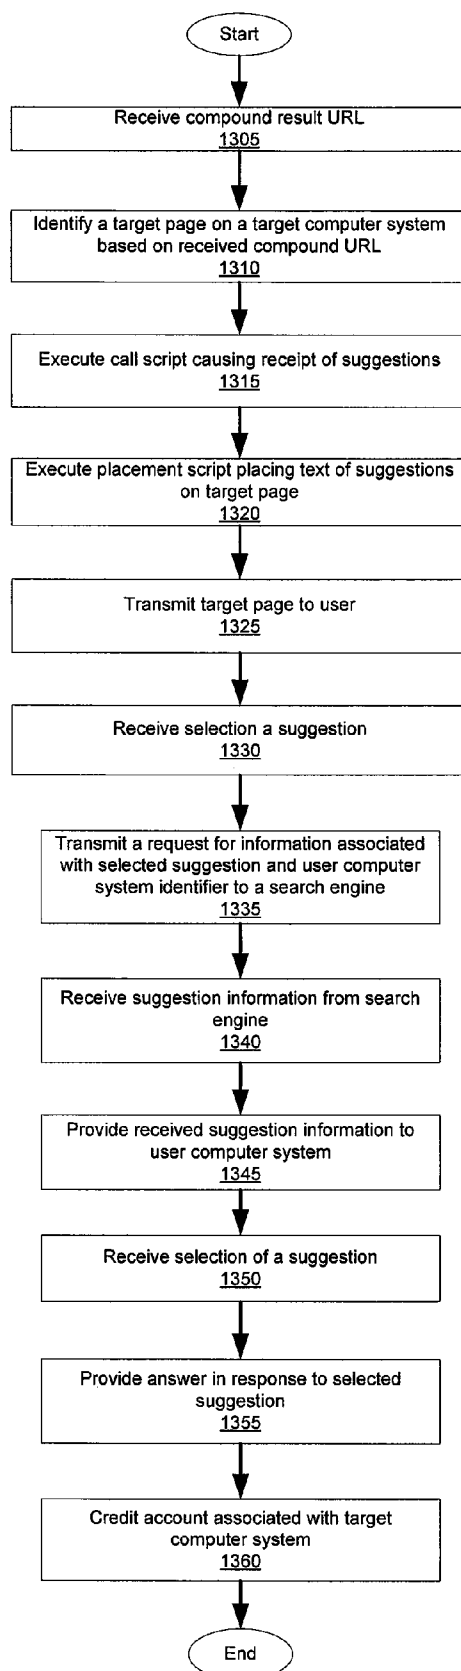 Start
Receive compound result URL
1305
Identify a target page on a target computer system
based on received compound URL
1310
Execute call script causing receipt of suggestions
1315
Execute placement script placing text of suggestions
on target page
1320
Transmit target page to user
1325
Receive selection a suggestion
1330
Transmit a request for information associated
with selected suggestion and user computer
system identifier to a search engine
1335
Receive suggestion information from search
engine
1340
Provide received suggestion information to
user computer system
1345
Receive selection of a suggestion
1350
Provide answer in response to selected
suggestion
1355
Credit account associated with target
computer system
1360
End